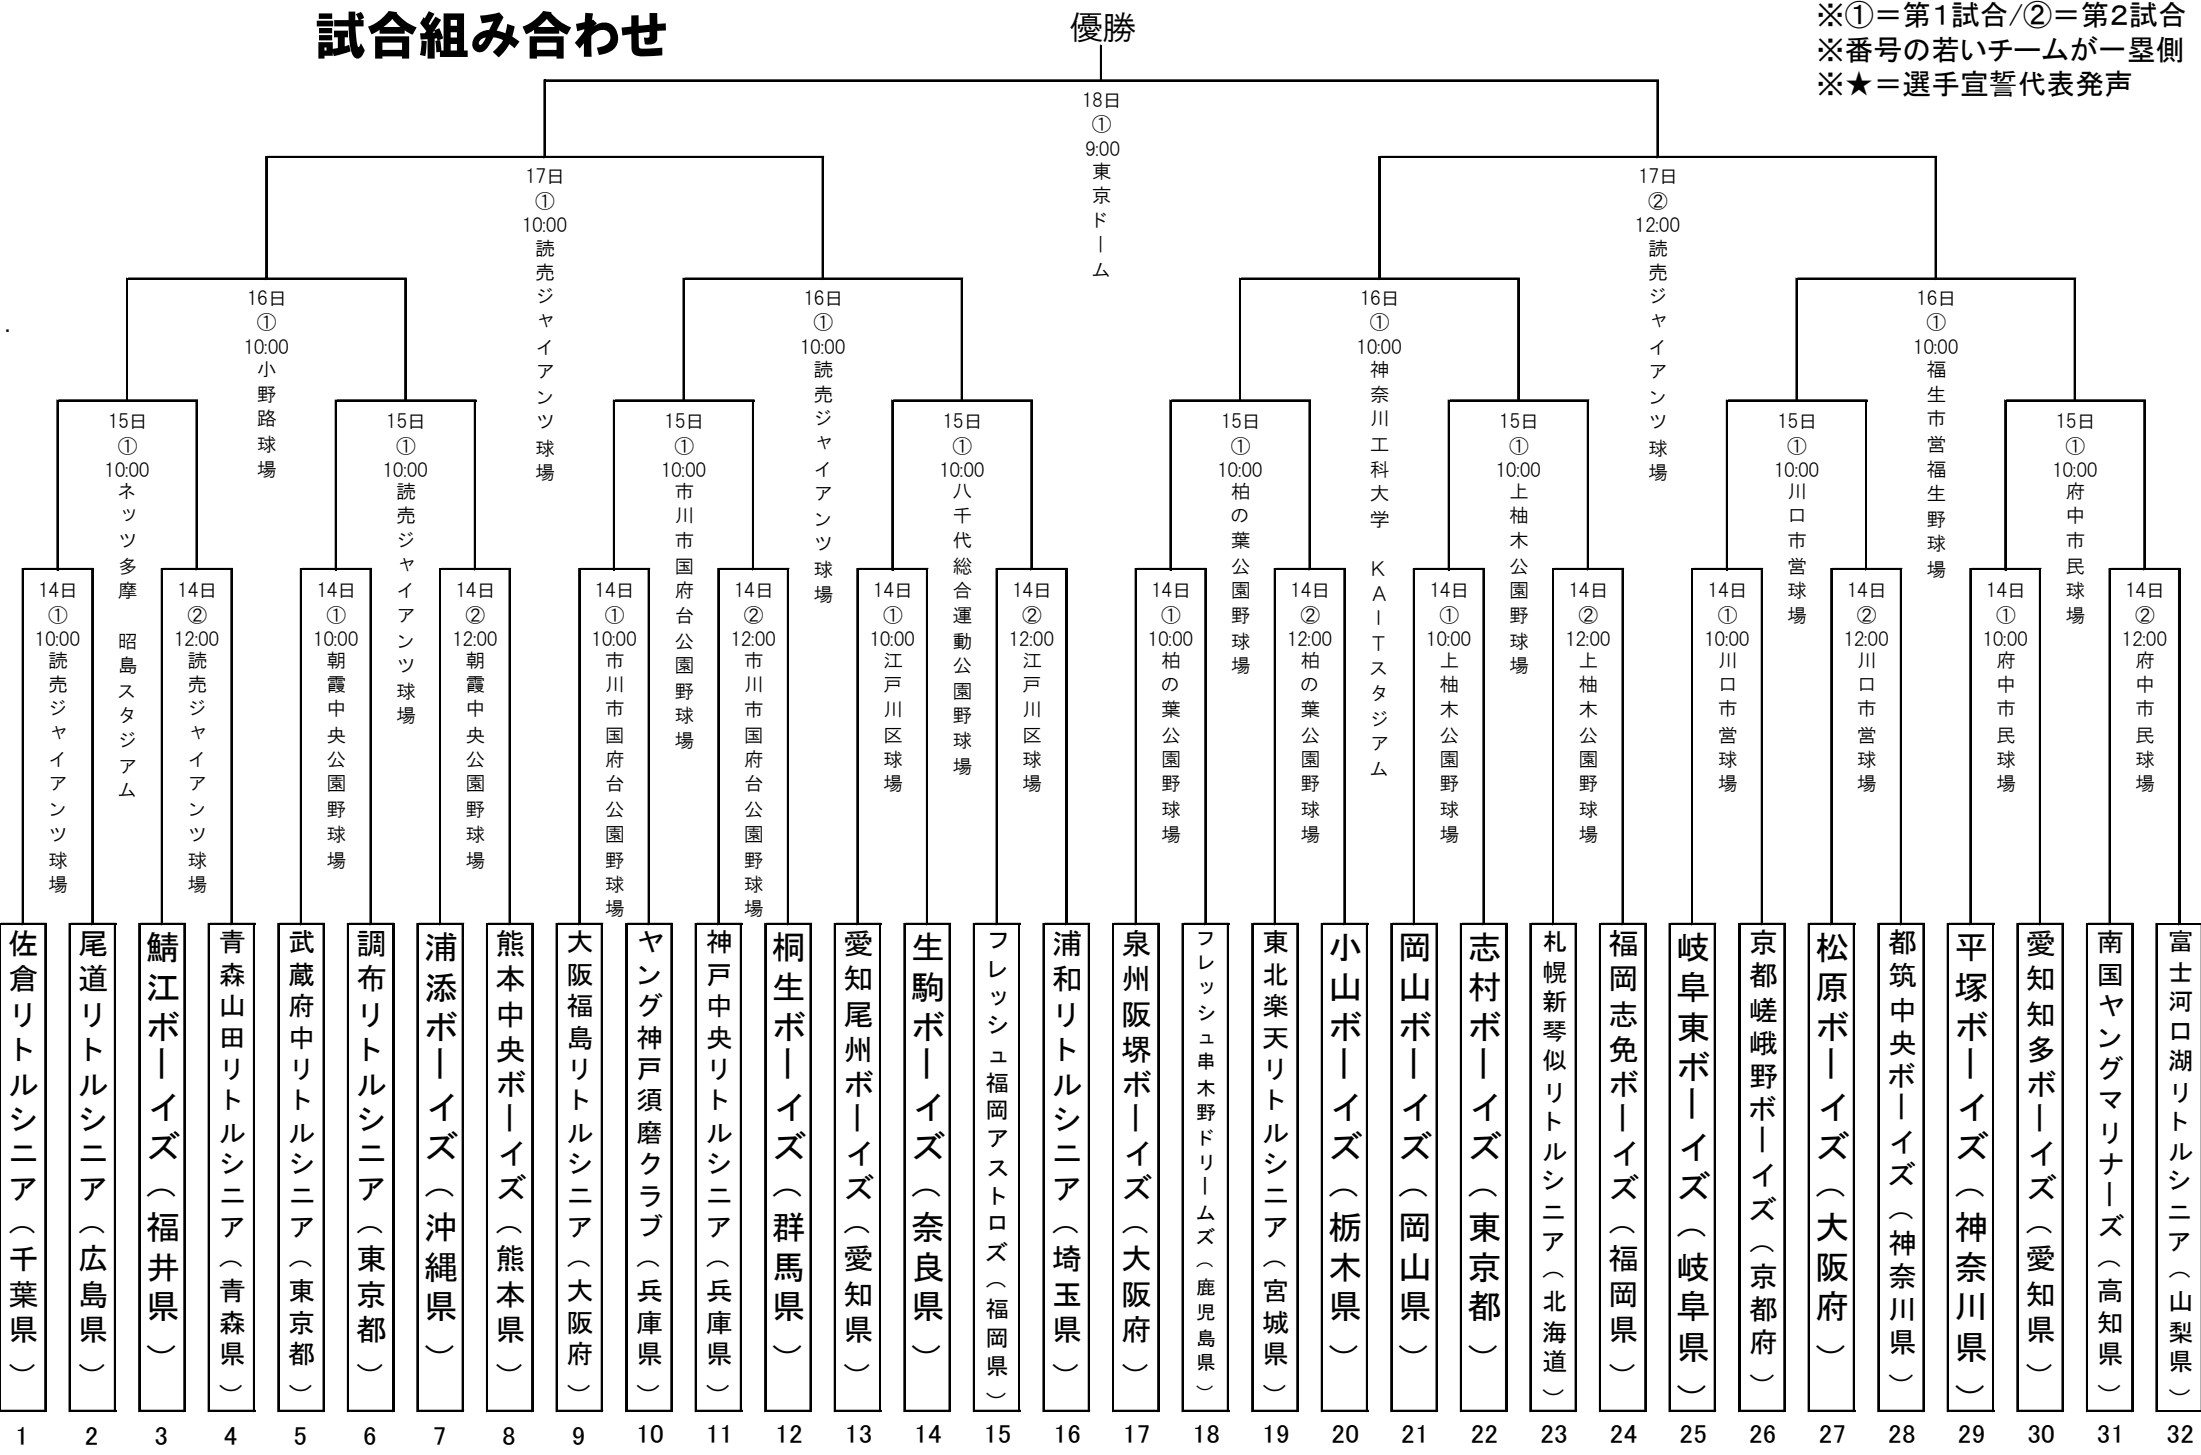 試合組み合わせ
優勝
※①＝第1試合/②＝第2試合
※番号の若いチームが一塁側
※★＝選手宣誓代表発声
18日
①
9:00
東京ドーム
17日
①
10:00
読売ジャイアンツ球場
17日
②
12:00
読売ジャイアンツ球場
16日
①
10:00
小野路球場
16日
①
10:00
読売ジャイアンツ球場
16日
①
10:00
神奈川工科大学　KAITスタジアム
16日
①
10:00
福生市営福生野球場
15日
①
10:00
ネッツ多摩　昭島スタジアム
15日
①
10:00
読売ジャイアンツ球場
15日
①
10:00
市川市国府台公園野球場
15日
①
10:00
八千代総合運動公園野球場
15日
①
10:00
柏の葉公園野球場
15日
①
10:00
上柚木公園野球場
15日
①
10:00
川口市営球場
15日
①
10:00
府中市民球場
14日
①
10:00
読売ジャイアンツ球場
14日
②
12:00
読売ジャイアンツ球場
14日
①
10:00
朝霞中央公園野球場
14日
②
12:00
朝霞中央公園野球場
14日
①
10:00
市川市国府台公園野球場
14日
②
12:00
市川市国府台公園野球場
14日
①
10:00
江戸川区球場
14日
②
12:00
江戸川区球場
14日
①
10:00
柏の葉公園野球場
14日
②
12:00
柏の葉公園野球場
14日
①
10:00
上柚木公園野球場
14日
②
12:00
上柚木公園野球場
14日
①
10:00
川口市営球場
14日
②
12:00
川口市営球場
14日
①
10:00
府中市民球場
14日
②
12:00
府中市民球場
佐倉リトルシニア（千葉県）
1
尾道リトルシニア（広島県）
2
鯖江ボーイズ（福井県）
3
青森山田リトルシニア（青森県）
4
武蔵府中リトルシニア（東京都）
5
調布リトルシニア（東京都）
6
浦添ボーイズ（沖縄県）
7
熊本中央ボーイズ（熊本県）
8
大阪福島リトルシニア（大阪府）
9
ヤング神戸須磨クラブ（兵庫県）
10
神戸中央リトルシニア（兵庫県）
11
桐生ボーイズ（群馬県）
12
愛知尾州ボーイズ（愛知県）
13
生駒ボーイズ（奈良県）
14
フレッシュ福岡アストロズ（福岡県）
15
浦和リトルシニア（埼玉県）
16
泉州阪堺ボーイズ（大阪府）
17
フレッシュ串木野ドリームズ（鹿児島県）
18
東北楽天リトルシニア（宮城県）
19
小山ボーイズ（栃木県）
20
岡山ボーイズ（岡山県）
21
志村ボーイズ（東京都）
22
札幌新琴似リトルシニア（北海道）
23
福岡志免ボーイズ（福岡県）
24
岐阜東ボーイズ（岐阜県）
25
京都嵯峨野ボーイズ（京都府）
26
松原ボーイズ（大阪府）
27
都筑中央ボーイズ（神奈川県）
28
平塚ボーイズ（神奈川県）
29
愛知知多ボーイズ（愛知県）
30
南国ヤングマリナーズ（高知県）
31
富士河口湖リトルシニア（山梨県）
32